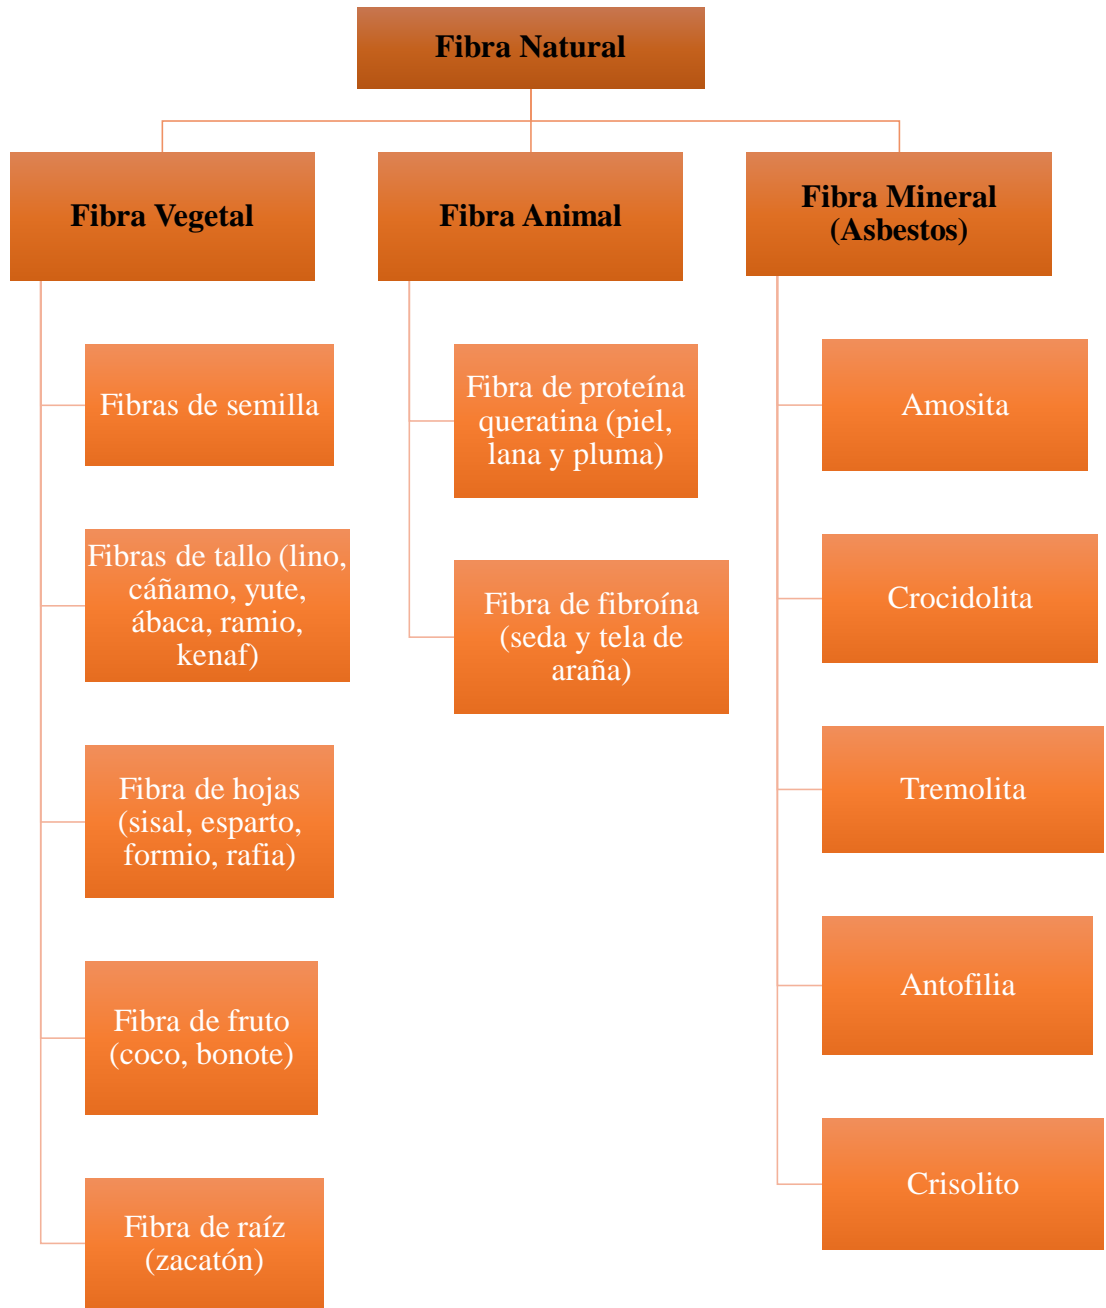 Fibra Natural
Fibra Vegetal
Fibras de semilla
Fibras de tallo (lino,
cáñamo, yute,
ábaca, ramio,
kenaf)
Fibra de hojas
(sisal, esparto,
formio, rafia)
Fibra de fruto
(coco, bonote)
Fibra de raíz
(zacatón)
Fibra Animal
Fibra de proteína
queratina (piel,
lana y pluma)
Fibra de fibroína
(seda y tela de
araña)
Fibra Mineral
(Asbestos)
Amosita
Crocidolita
Tremolita
Antofilia
Crisolito